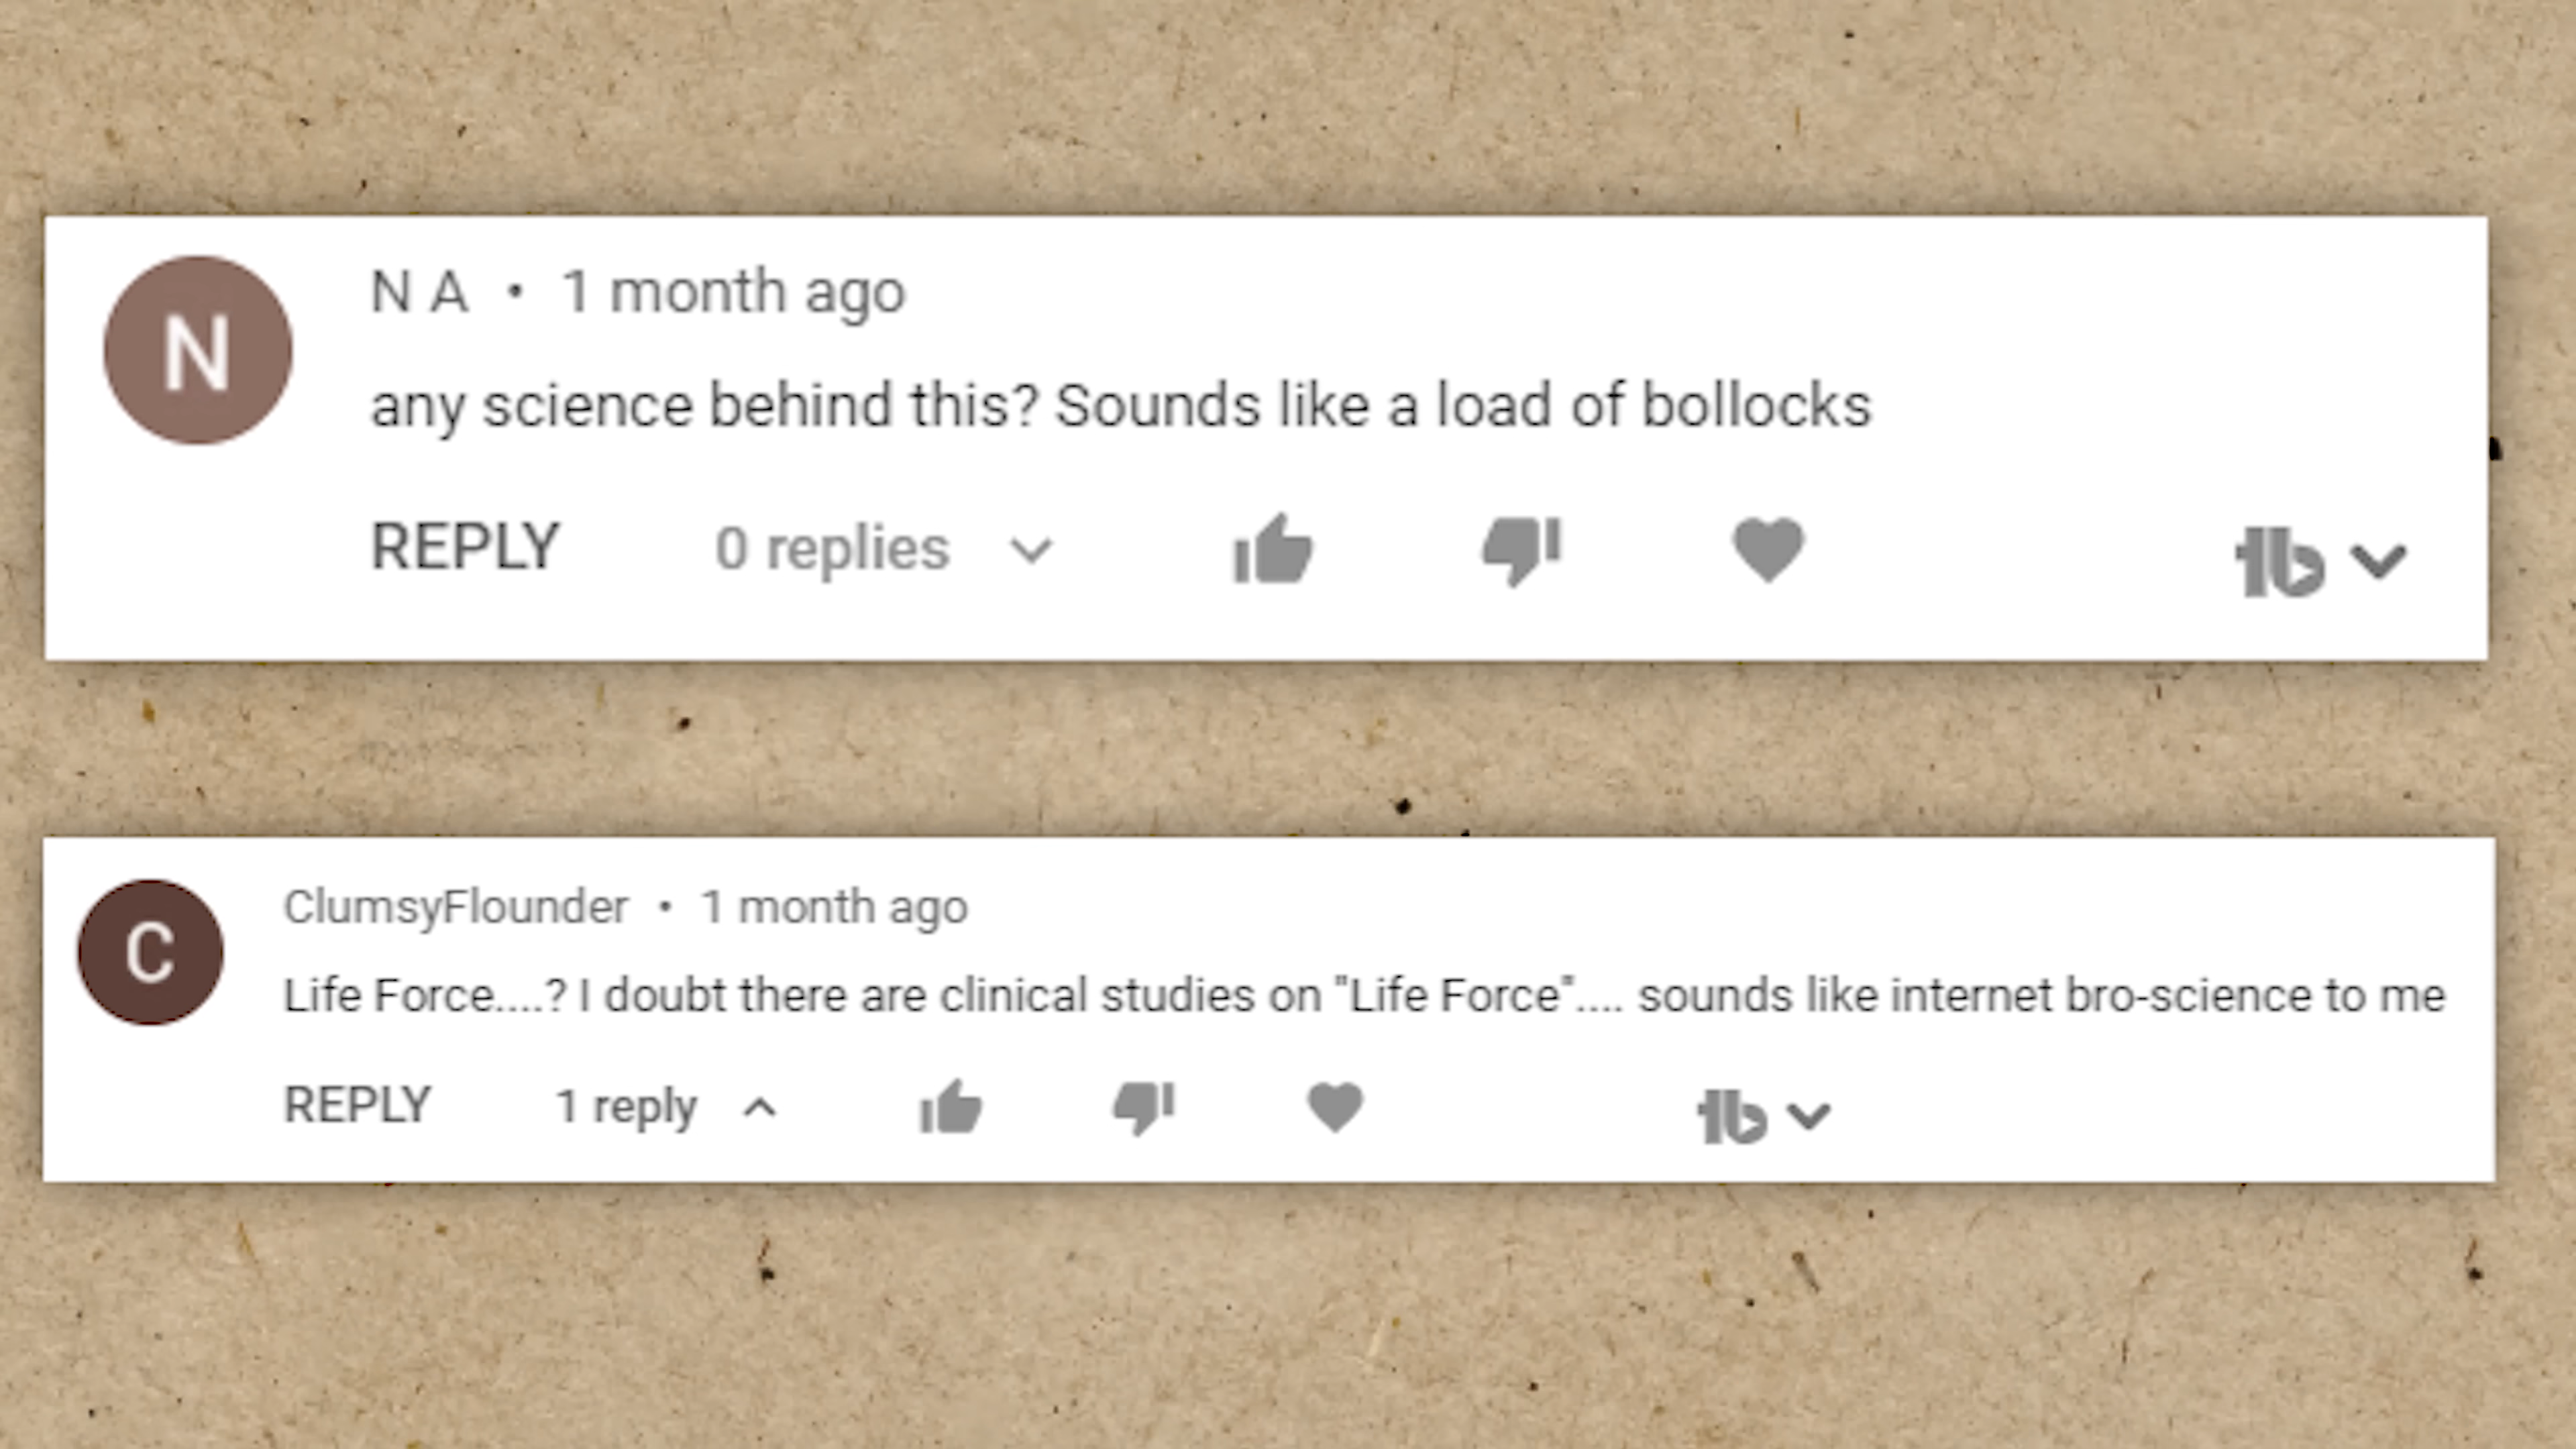 N
N A • 1 month ago
any science behind this? Sounds like a load of bollocks
REPLY 0 replies
tb
C
ClumsyFlounder • 1 month ago
Life Force....? I doubt there are clinical studies on "Life Force".... sounds like internet bro-science to me
REPLY 1 reply
tb